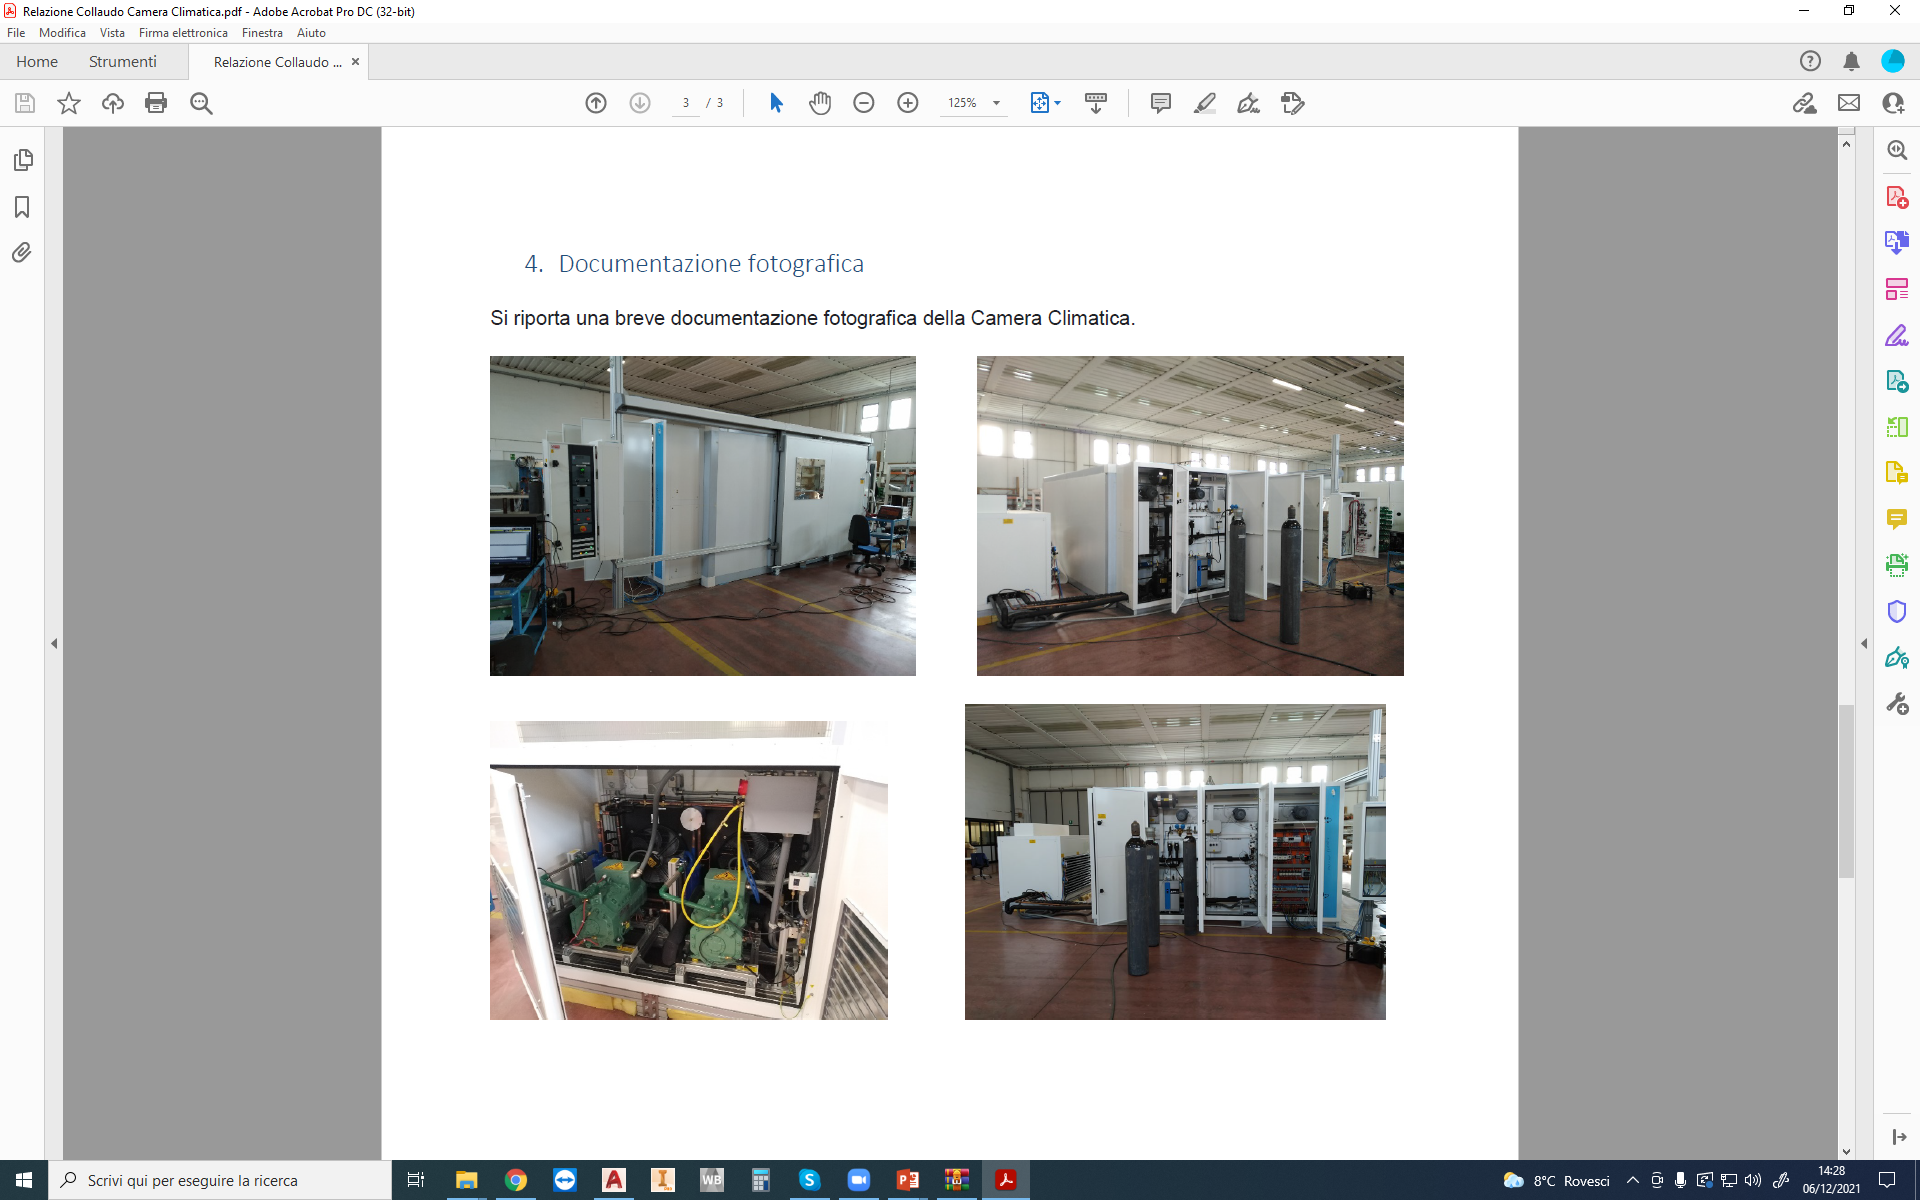 Relazione Collaudo Camera Climatica.pdf - Adobe Acrobat Pro DC (32-bit)
File Modifica Vista Firma elettronica Finestra Aiuto
Home Strumenti Relazione Collaudo ...
3 / 3 125%
4. Documentazione fotografica
Si riporta una breve documentazione fotografica della Camera Climatica.
Scrivi qui per eseguire la ricerca
WB
8°C Rovesci
14:28
06/12/2021